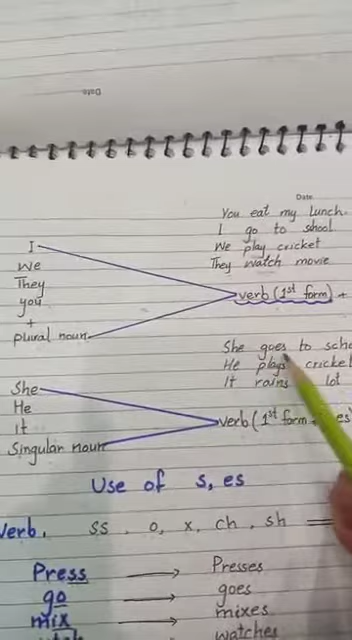 Date
Date
You eat my lunch.
I go to school
We play cricket
They watch movie
I
We
They
you
+
plural noun
verb (1st form) +
She goes to scho
He plays cricket
It rains lot
She
He
It
Singular noun
verb (1st form es
Use of s, es
verb. ss, o, x, ch, sh =
Press → Presses
go → goes
mix → mixes
watches